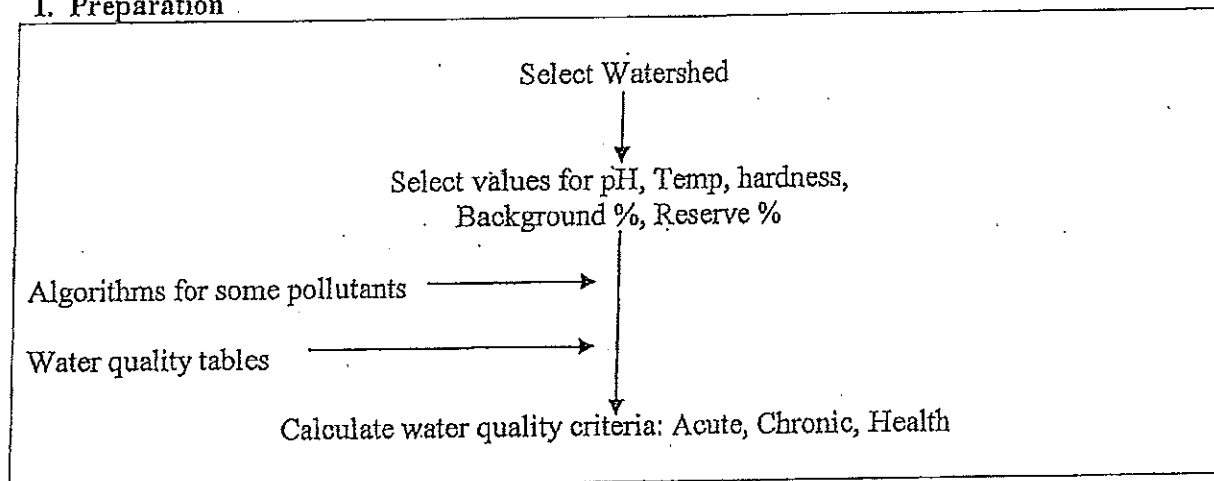 I. Preparation
Select Watershed
Select values for pH, Temp, hardness,
Background %, Reserve %
Algorithms for some pollutants
Water quality tables
Calculate water quality criteria: Acute, Chronic, Health